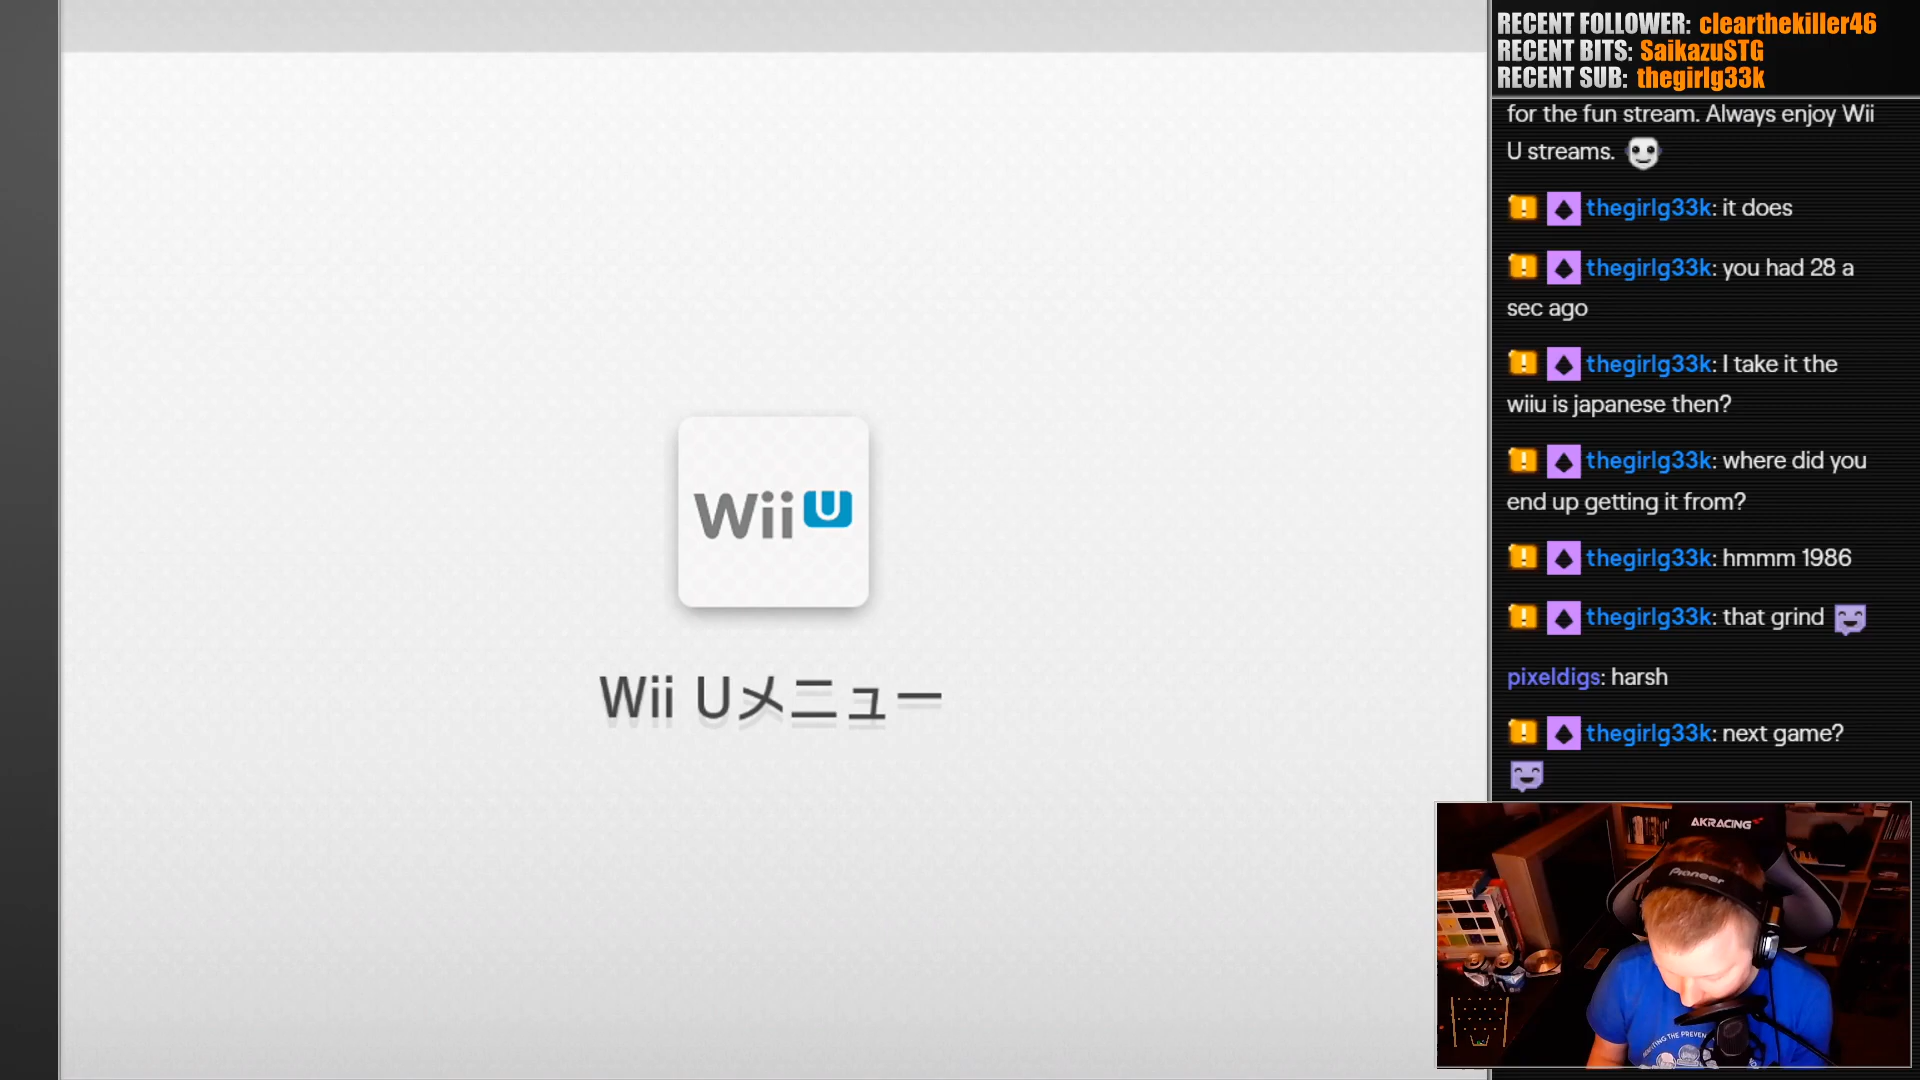 RECENT FOLLOWER: clearthekiller46
RECENT BITS: SaikazuSTG
RECENT SUB: thegirlg33k
for the fun stream. Always enjoy Wii
U streams.
thegirlg33k: it does
thegirlg33k: you had 28 a
sec ago
thegirlg33k: I take it the
wiiu is japanese then?
thegirlg33k: where did you
end up getting it from?
thegirlg33k: hmmm 1986
thegirlg33k: that grind
pixeldigs: harsh
thegirlg33k: next game?
Wii U
Wii Uメニュー
AKRACING
Pioneer